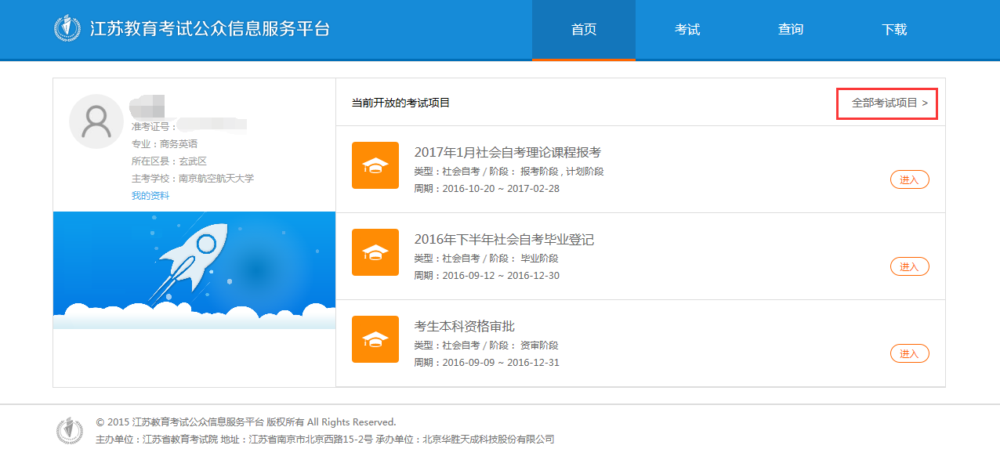 江苏教育考试公众信息服务平台
首页
考试
查询
下载
准考证号：
专业：商务英语
所在区县：玄武区
主考学校：南京航空航天大学
我的资料
当前开放的考试项目
全部考试项目 >
2017年1月社会自考理论课程报考
类型：社会自考 / 阶段： 报考阶段 , 计划阶段
周期：2016-10-20 ~ 2017-02-28
进入
2016年下半年社会自考毕业登记
类型：社会自考 / 阶段： 毕业阶段
周期：2016-09-12 ~ 2016-12-30
进入
考生本科资格审批
类型：社会自考 / 阶段： 资审阶段
周期：2016-09-09 ~ 2016-12-31
进入
© 2015 江苏教育考试公众信息服务平台 版权所有 All Rights Reserved.
主办单位：江苏省教育考试院 地址：江苏省南京市北京西路15-2号 承办单位：北京华胜天成科技股份有限公司